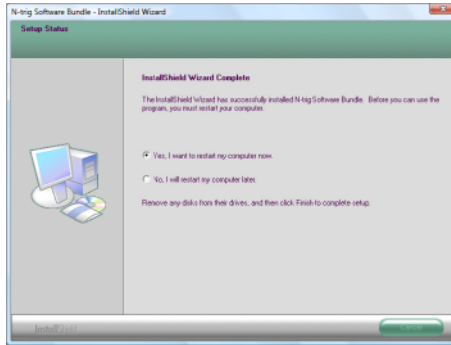 N-trig Software Bundle - InstallShield Wizard
Setup Status
InstallShield Wizard Complete
The InstallShield Wizard has successfully installed N-trig Software Bundle. Before you can use the
program, you must restart your computer.
Yes, I want to restart my computer now.
No, I will restart my computer later.
Remove any disks from their drives, and then click Finish to complete setup.
InstallShield